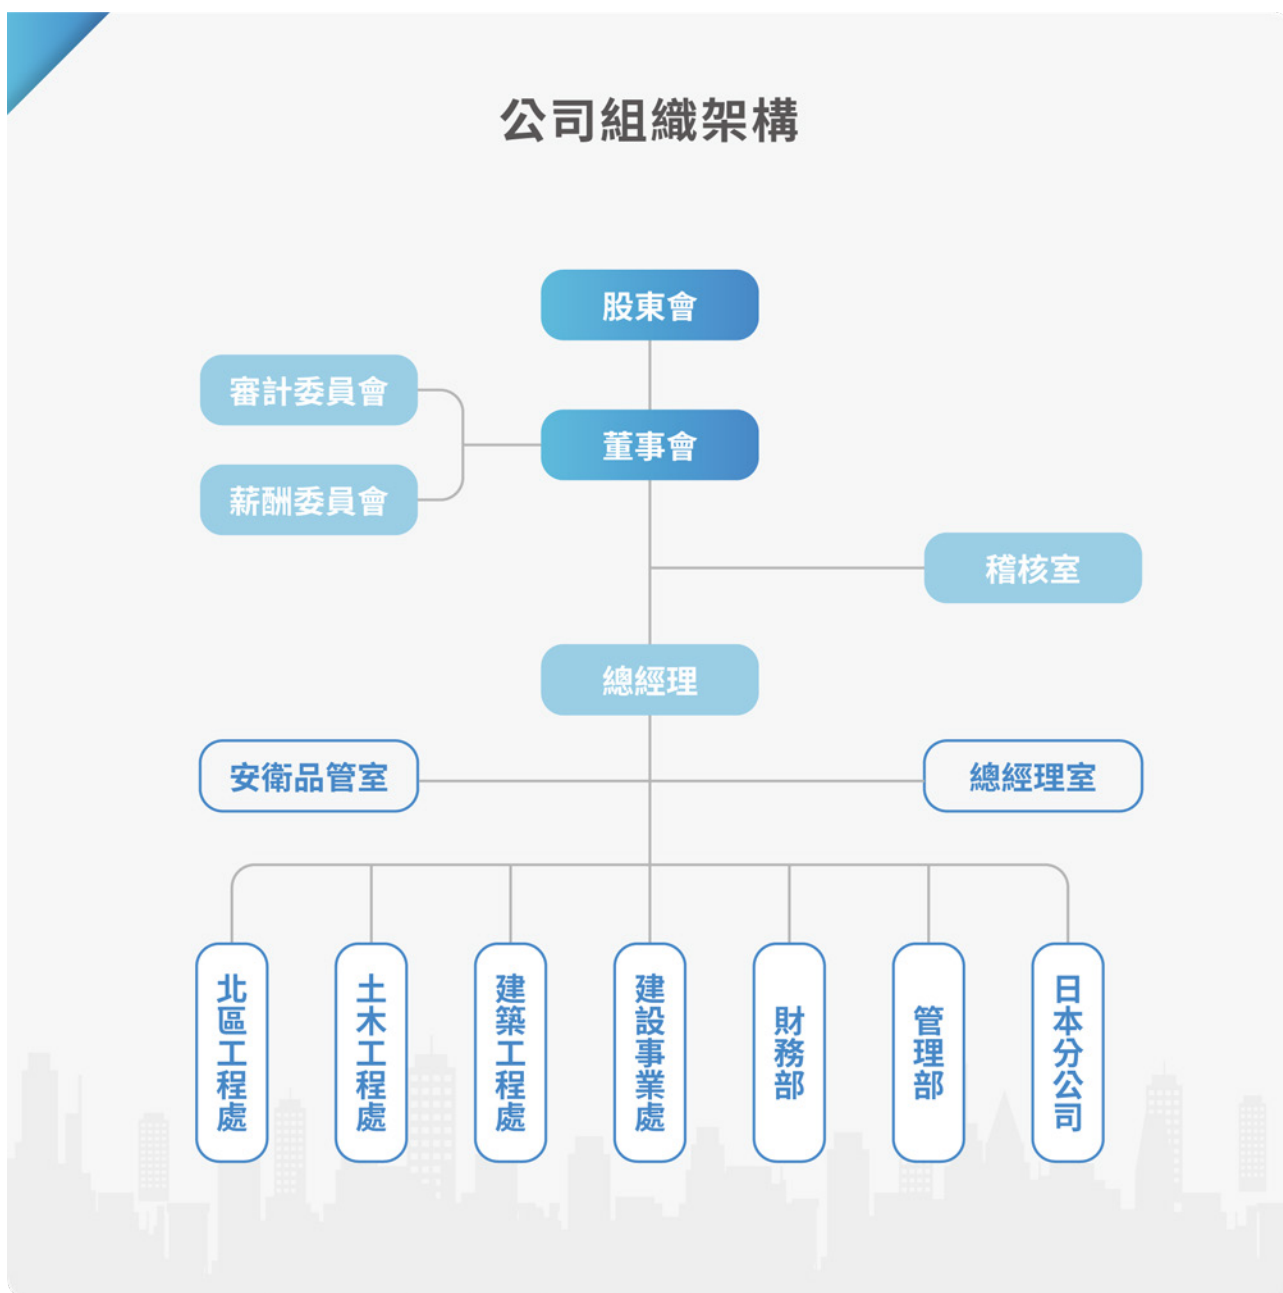 公司組織架構
股東會
審計委員會
董事會
薪酬委員會
稽核室
總經理
安衛品管室
總經理室
北區工程處
土木工程處
建築工程處
建設事業處
財務部
管理部
日本分公司